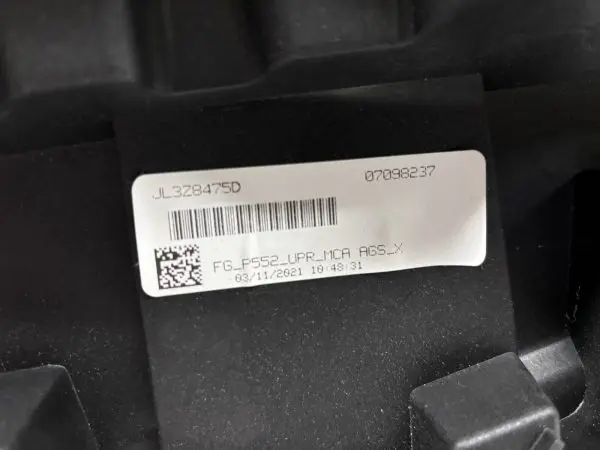 JL3Z8475D 07098237
FG_P552_UPR_MCA AGS_X
03/11/2021 10:48:31